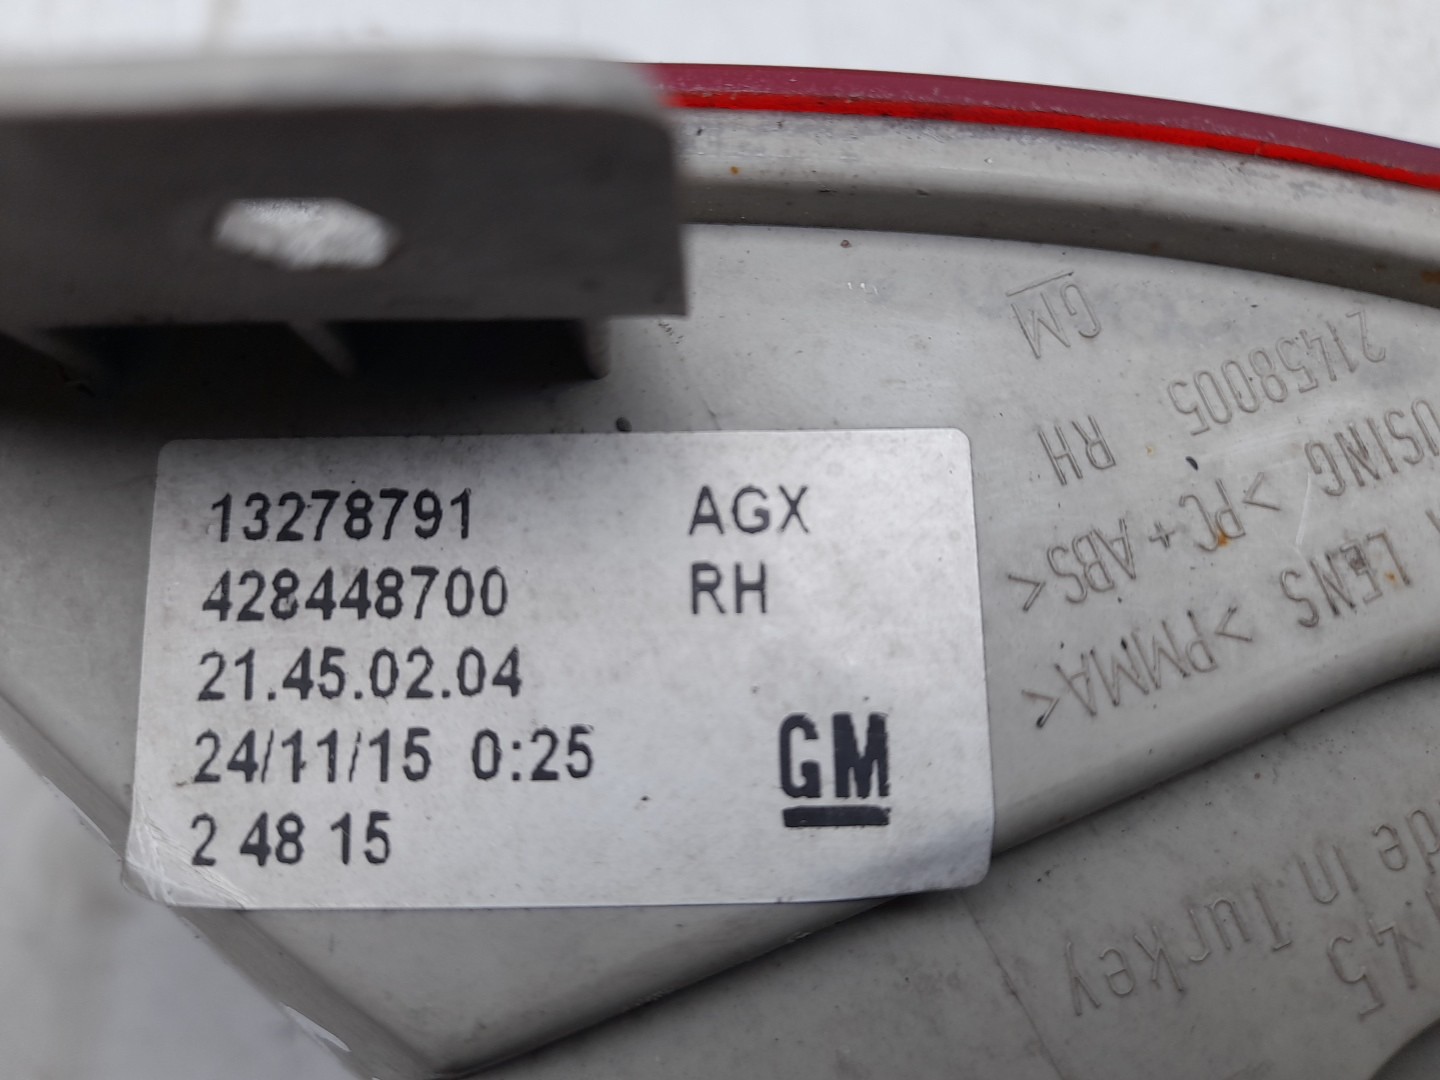 13278791 AGX
428448700 RH
21.45.02.04
24/11/15 0:25
2 48 15
GM
GM
21458005 RH
USING >PC+ABS<
LENS >PMMA<
de in Turkey